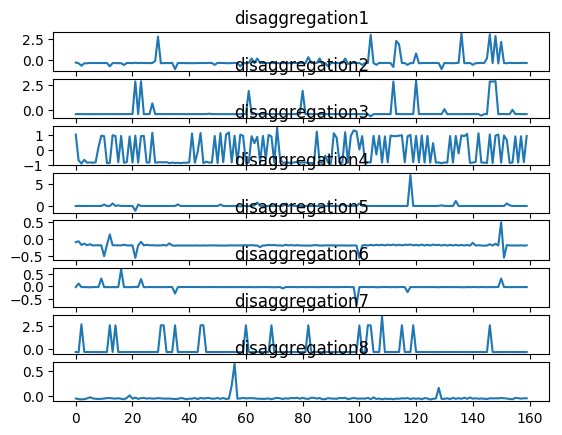 disaggregation1
2.5
0.0
disaggregation2
2.5
0.0
disaggregation3
1
0
−1
disaggregation4
5
0
disaggregation5
0.5
0.0
−0.5
disaggregation6
0.5
0.0
−0.5
disaggregation7
2.5
0.0
disaggregation8
0.5
0.0
0 20 40 60 80 100 120 140 160